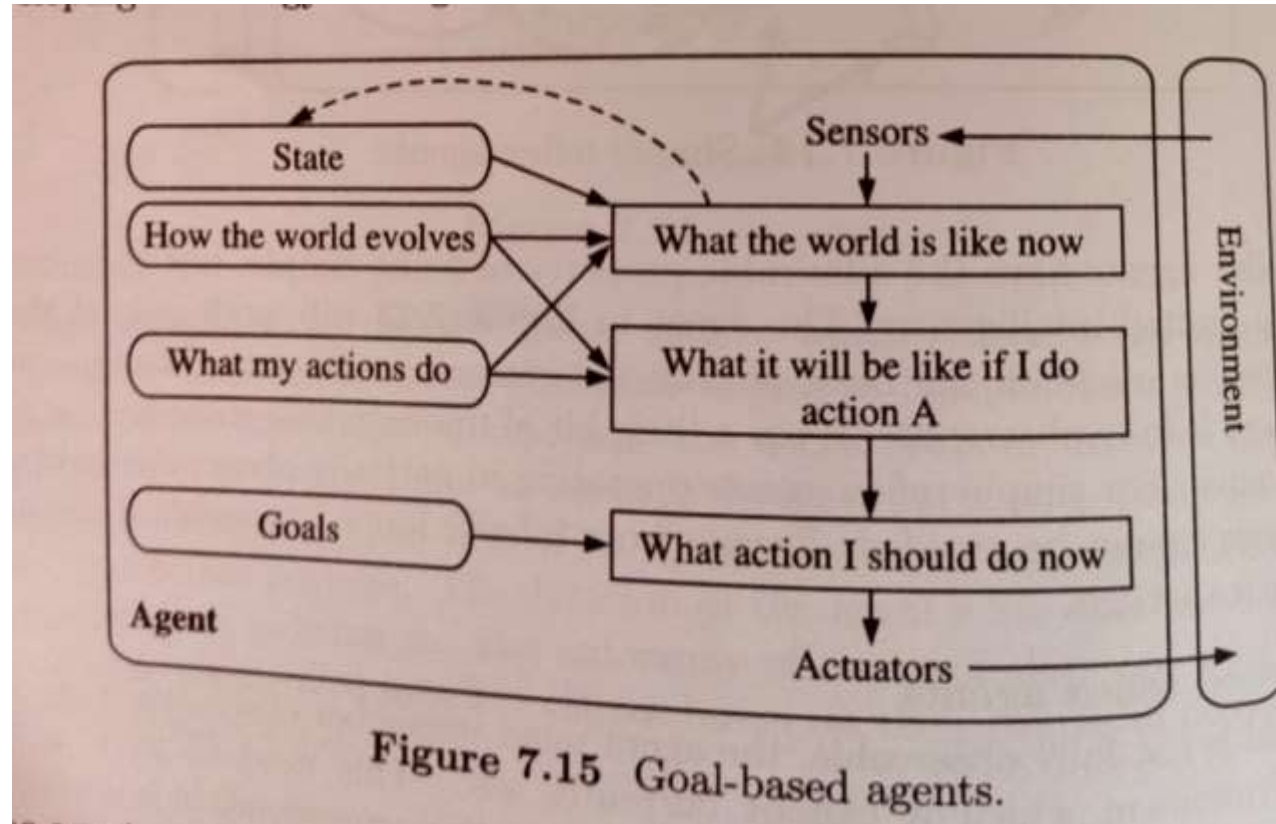 Sensors
State
How the world evolves
What the world is like now
What my actions do
What it will be like if I do
action A
Goals
What action I should do now
Agent
Actuators
Environment
Figure 7.15 Goal-based agents.